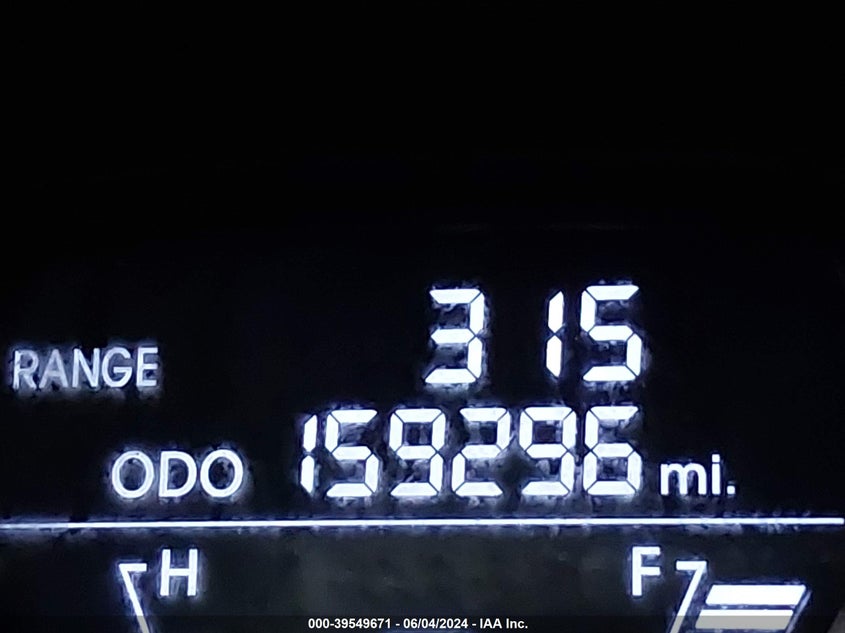 RANGE 315
ODO 159296 mi.
H F
000-39549671 - 06/04/2024 - IAA Inc.